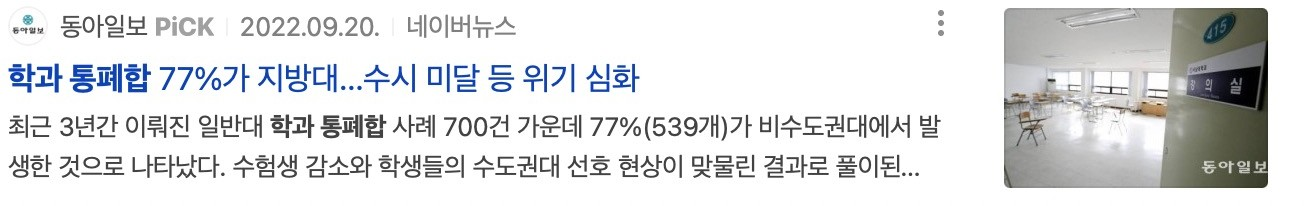 동아일보
동아일보 PiCK 2022.09.20. 네이버뉴스
학과 통폐합 77%가 지방대...수시 미달 등 위기 심화
최근 3년간 이뤄진 일반대 학과 통폐합 사례 700건 가운데 77%(539개)가 비수도권대에서 발
생한 것으로 나타났다. 수험생 감소와 학생들의 수도권대 선호 현상이 맞물린 결과로 풀이된...
415
강 의 실
동아일보